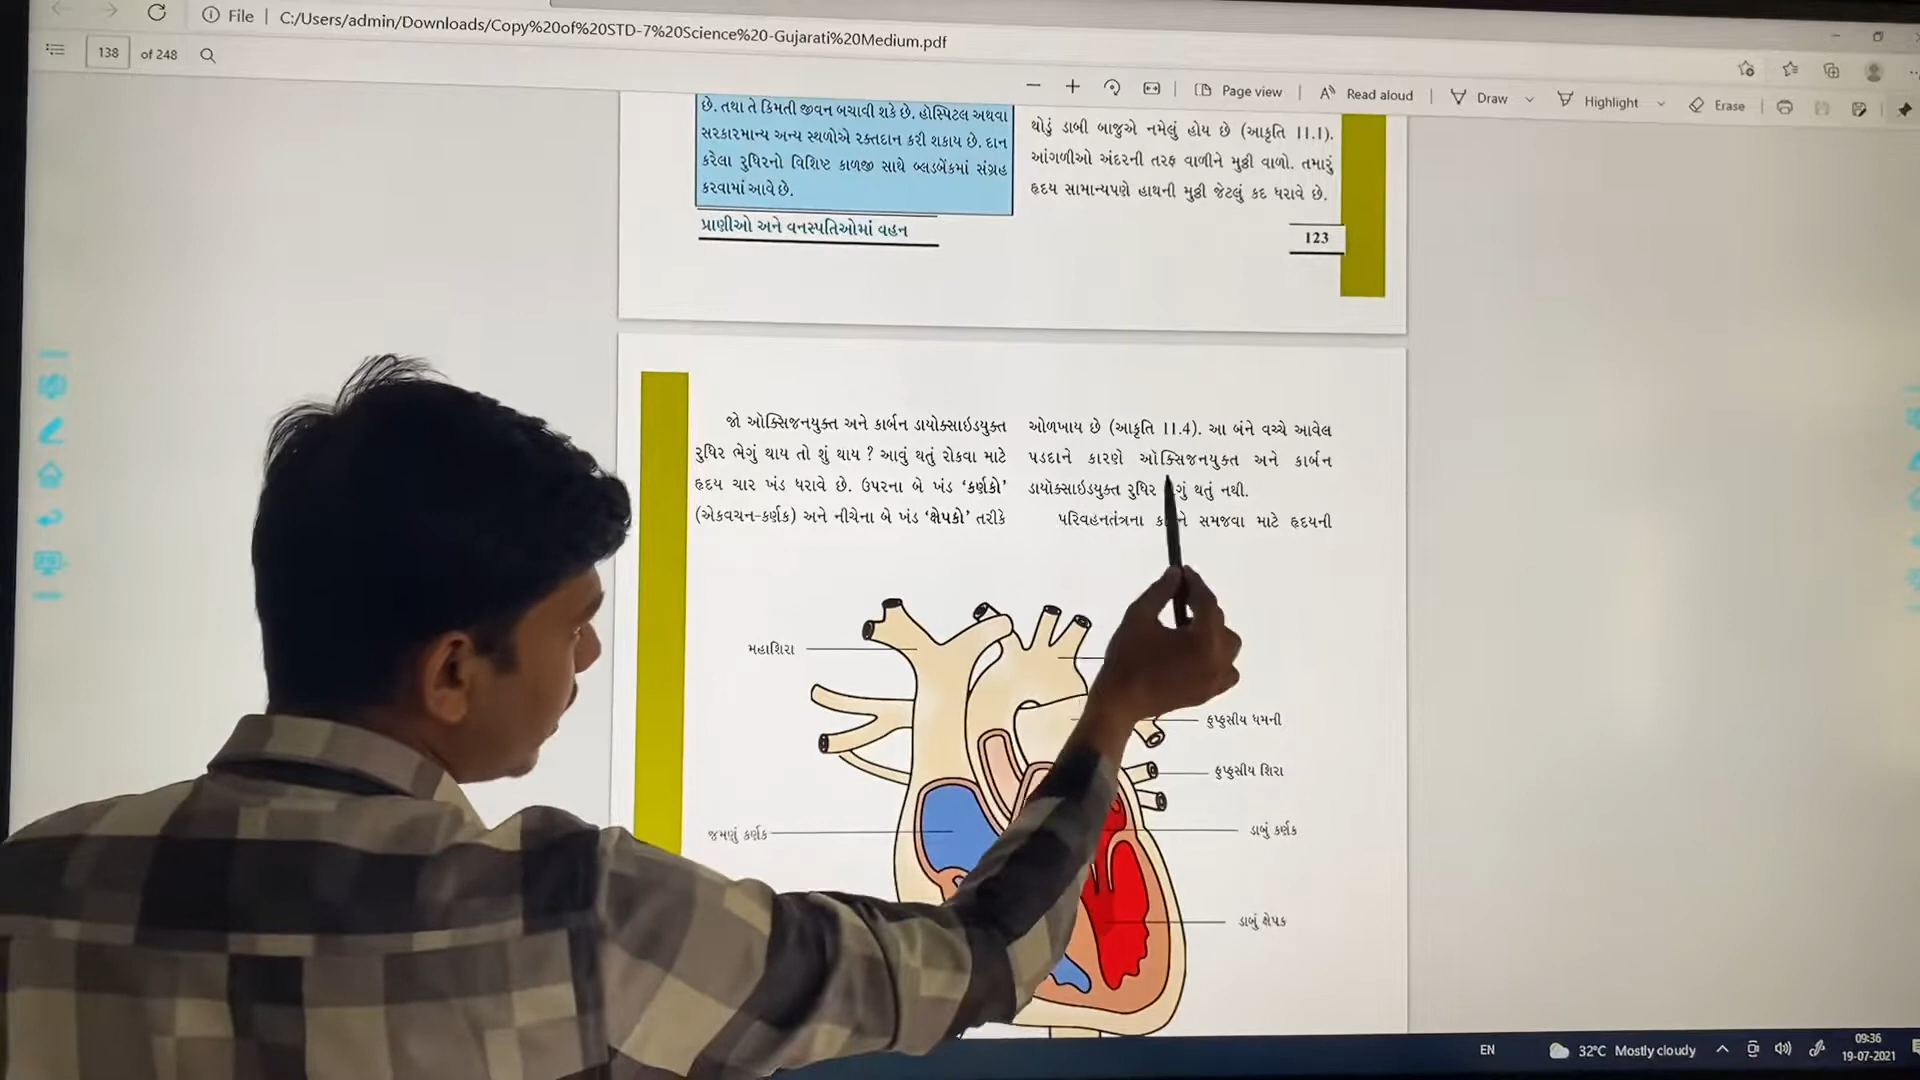 File | C:/Users/admin/Downloads/Copy%20of%20STD-7%20Science%20-Gujarati%20Medium.pdf
138 of 248
Page view | Read aloud | Draw Highlight Erase
છે. તથા તે કિમતી જીવન બચાવી શકે છે. હૉસ્પિટલ અથવા
સરકારમાન્ય અન્ય સ્થળોએ રક્તદાન કરી શકાય છે. દાન
કરેલા રુધિરનો વિશિષ્ટ કાળજી સાથે બ્લડબેંકમાં સંગ્રહ
કરવામાં આવે છે.
પ્રાણીઓ અને વનસ્પતિઓમાં વહન
થોડું ડાબી બાજુએ નમેલું હોય છે (આકૃતિ 11.1).
આંગળીઓ અંદરની તરફ વાળીને મુઠ્ઠી વાળો. તમારું
હૃદય સામાન્યપણે હાથની મુઠ્ઠી જેટલું કદ ધરાવે છે.
123
જો ઑક્સિજનયુક્ત અને કાર્બન ડાયોક્સાઇડયુક્ત
રુધિર ભેગું થાય તો શું થાય ? આવું થતું રોકવા માટે
હૃદય ચાર ખંડ ધરાવે છે. ઉપરના બે ખંડ ‘કર્ણકો’
(એકવચન-કર્ણક) અને નીચેના બે ખંડ ‘ક્ષેપકો’ તરીકે
ઓળખાય છે (આકૃતિ 11.4). આ બંને વચ્ચે આવેલ
પડદાને કારણે ઑક્સિજનયુક્ત અને કાર્બન
ડાયૉક્સાઇડયુક્ત રુધિર થતું નથી.
પરિવહનતંત્રના સમજવા માટે હૃદયની
મહાશિરા
ફુપ્ફુસીય ધમની
ફુપ્ફુસીય શિરા
જમણું કર્ણક
ડાબું કર્ણક
ડાબું ક્ષેપક
EN 32°C Mostly cloudy 09:36
19-07-2021